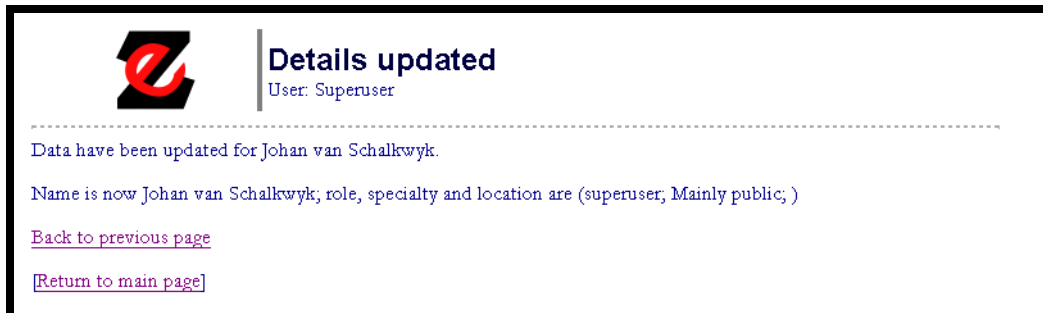 Details updated
User: Superuser
Data have been updated for Johan van Schalkwyk.
Name is now Johan van Schalkwyk; role, specialty and location are (superuser; Mainly public; )
Back to previous page
[Return to main page]